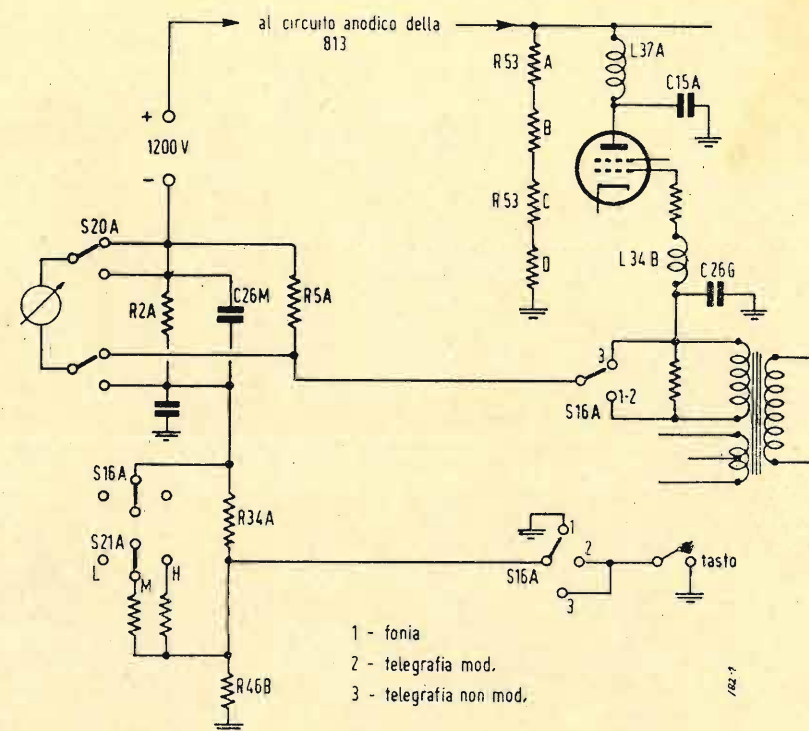 al circuito anodico della
813
R53
A
L37A
C15A
+
1200 V
-
B
S20A
R53
C
D
L34B
C26G
C26M
R5A
R2A
3
1-2
S16A
S16A
R34A
S21A
L
M
H
1
2
S16A
3
tasto
1 - fonia
2 - telegrafia mod.
3 - telegrafia non mod.
R46B